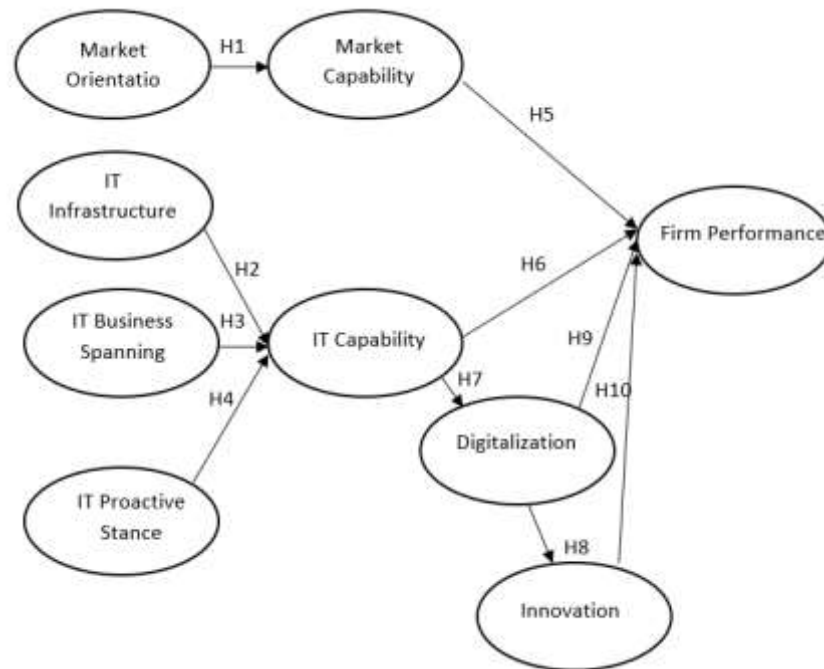 Market
Orientatio
H1
Market
Capability
H5
IT
Infrastructure
H2
Firm Performance
H6
IT Business
Spanning
H3
IT Capability
H9
H4
H7
H10
Digitalization
IT Proactive
Stance
H8
Innovation